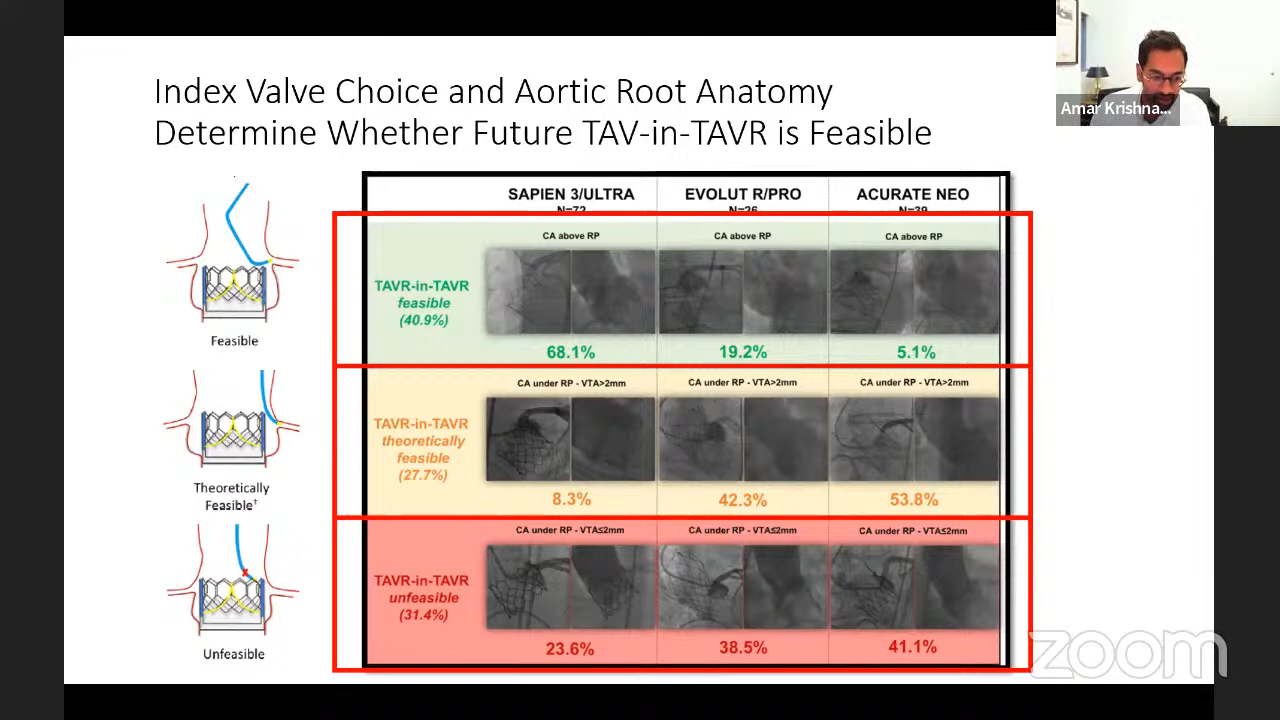 Index Valve Choice and Aortic Root Anatomy
Determine Whether Future TAV-in-TAVR is Feasible
Amar Krishna...
Feasible
Theoretically
Feasible†
Unfeasible
SAPIEN 3/ULTRA EVOLUT R/PRO ACURATE NEO
N=72 N=26 N=39
CA above RP CA above RP CA above RP
TAVR-in-TAVR
feasible
(40.9%)
68.1% 19.2% 5.1%
CA under RP - VTA>2mm CA under RP - VTA>2mm CA under RP - VTA>2mm
TAVR-in-TAVR
theoretically
feasible
(27.7%)
8.3% 42.3% 53.8%
CA under RP - VTA≤2mm CA under RP - VTA≤2mm CA under RP - VTA≤2mm
TAVR-in-TAVR
unfeasible
(31.4%)
23.6% 38.5% 41.1%
zoom